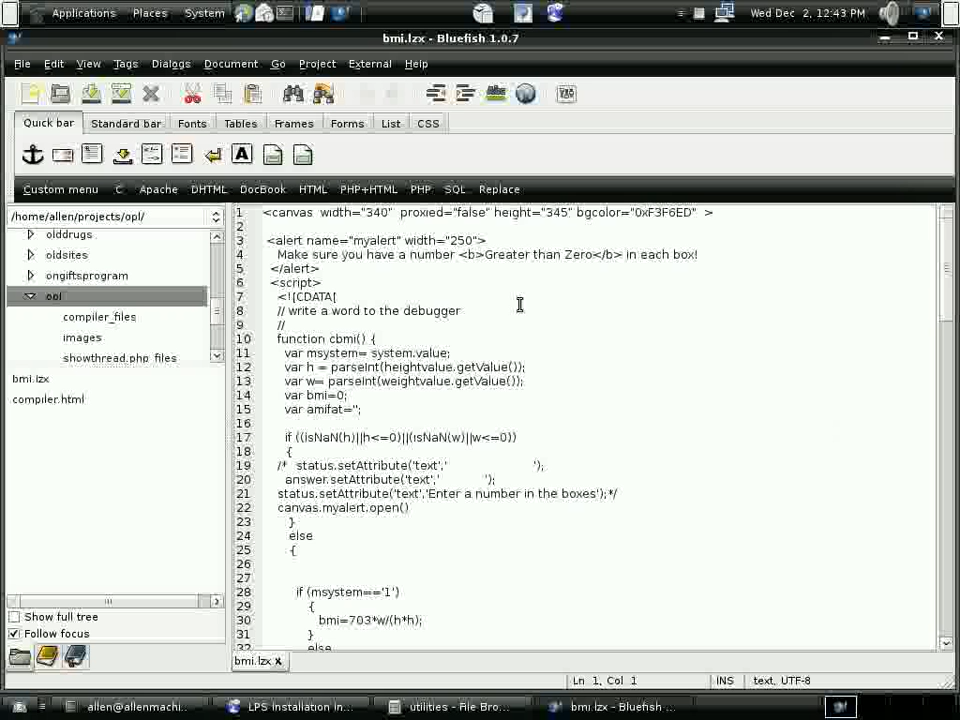 Applications Places System Wed Dec 2, 12:43 PM
bmi.lzx - Bluefish 1.0.7
File Edit View Tags Dialogs Document Go Project External Help
Quick bar Standard bar Fonts Tables Frames Forms List CSS
Custom menu C Apache DHTML DocBook HTML PHP+HTML PHP SQL Replace
/home/allen/projects/opl/
olddrugs
oldsites
ongiftsprogram
opl
compiler_files
images
showthread.php_files
bmi.lzx
compiler.html
Show full tree
Follow focus
1 <canvas width="340" proxied="false" height="345" bgcolor="0xF3F6ED" >
2
3 <alert name="myalert" width="250">
4 Make sure you have a number <b>Greater than Zero</b> in each box!
5 </alert>
6 <script>
7 <![CDATA[
8 // write a word to the debugger
9 //
10 function cbmi() {
11 var msystem= system.value;
12 var h = parseInt(heightvalue.getValue());
13 var w= parseInt(weightvalue.getValue());
14 var bmi=0;
15 var amifat='';
16
17 if ((isNaN(h)||h<=0)||(isNaN(w)||w<=0))
18 {
19 /* status.setAttribute('text,' ');
20 answer.setAttribute('text',' ');
21 status.setAttribute('text','Enter a number in the boxes');*/
22 canvas.myalert.open()
23 }
24 else
25 {
26
27
28 if (msystem=='1')
29 {
30 bmi=703*w/(h*h);
31 }
32 else
bmi.lzx x
Ln 1, Col 1 INS text, UTF-8
allen@allenmachi... LPS Installation In... utilities - File Bro... bmi.lzx - Bluefish ...